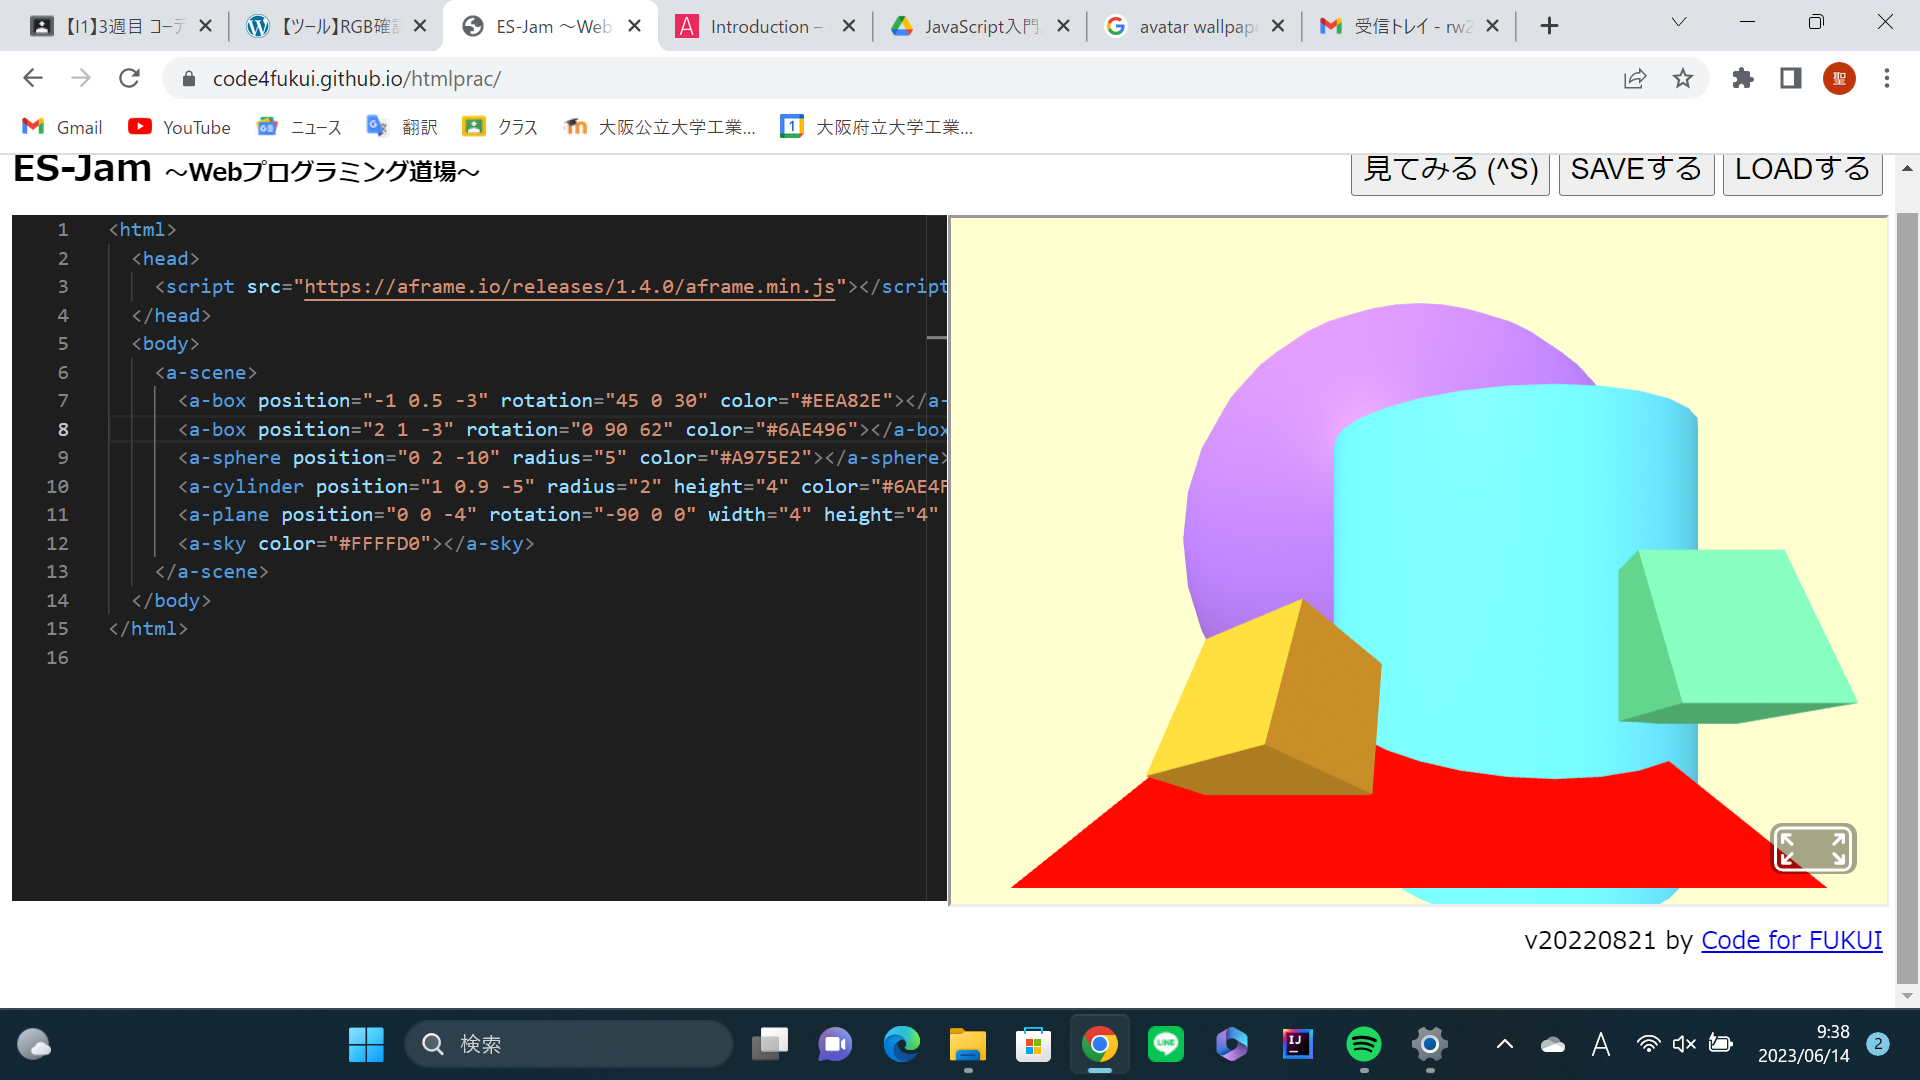 【I1】3週目 コーデ
【ツール】RGB確認
ES-Jam 〜Web
Introduction –
JavaScript入門
avatar wallpape
受信トレイ - rw2
code4fukui.github.io/htmlprac/
聖
Gmail
YouTube
ニュース
翻訳
クラス
大阪公立大学工業...
1
大阪府立大学工業...
ES-Jam 〜Webプログラミング道場〜
見てみる (^S)
SAVEする
LOADする
1 <html>
2 <head>
3 <script src="https://aframe.io/releases/1.4.0/aframe.min.js"></script
4 </head>
5 <body>
6 <a-scene>
7 <a-box position="-1 0.5 -3" rotation="45 0 30" color="#EEA82E"></a-
8 <a-box position="2 1 -3" rotation="0 90 62" color="#6AE496"></a-box
9 <a-sphere position="0 2 -10" radius="5" color="#A975E2"></a-sphere>
10 <a-cylinder position="1 0.9 -5" radius="2" height="4" color="#6AE4F
11 <a-plane position="0 0 -4" rotation="-90 0 0" width="4" height="4"
12 <a-sky color="#FFFFD0"></a-sky>
13 </a-scene>
14 </body>
15 </html>
16
v20220821 by Code for FUKUI
検索
LINE
IJ
A
9:38
2023/06/14
2